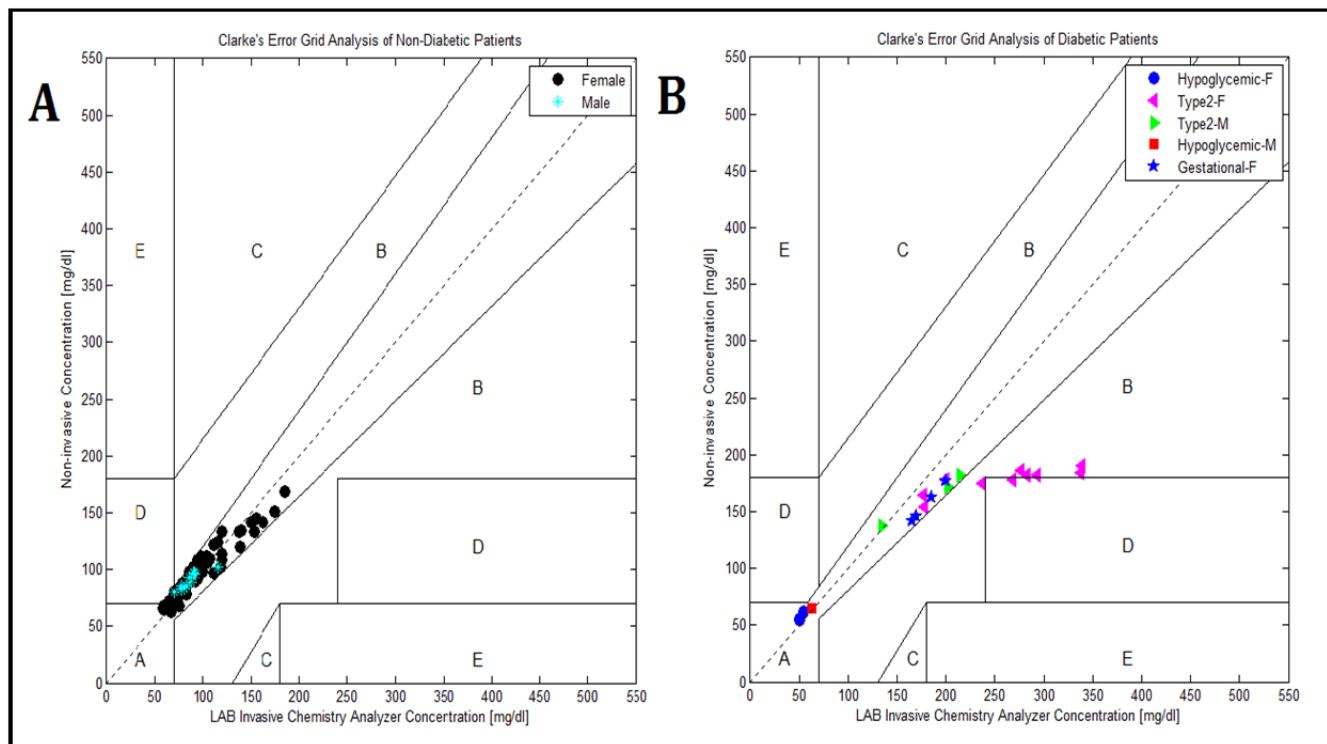 A
Clarke's Error Grid Analysis of Non-Diabetic Patients
Female
Male
Non-invasive Concentration [mg/dl]
550
500
450
400
350
300
250
200
150
100
50
0
E
C
B
B
D
D
A
C
E
0 50 100 150 200 250 300 350 400 450 500 550
LAB Invasive Chemistry Analyzer Concentration [mg/dl]
B
Clarke's Error Grid Analysis of Diabetic Patients
Hypoglycemic-F
Type2-F
Type2-M
Hypoglycemic-M
Gestational-F
Non-invasive Concentration [mg/dl]
550
500
450
400
350
300
250
200
150
100
50
0
E
C
B
B
D
D
A
C
E
0 50 100 150 200 250 300 350 400 450 500 550
LAB Invasive Chemistry Analyzer Concentration [mg/dl]